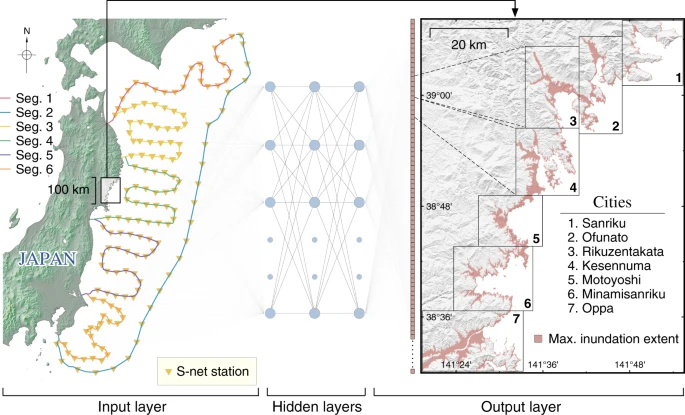 N
Seg. 1
Seg. 2
Seg. 3
Seg. 4
Seg. 5
Seg. 6
100 km
JAPAN
S-net station
Input layer
Hidden layers
20 km
39°00'
38°48'
38°36'
1
2
3
4
5
6
7
Cities
1. Sanriku
2. Ofunato
3. Rikuzentakata
4. Kesennuma
5. Motoyoshi
6. Minamisanriku
7. Oppa
Max. inundation extent
141°24'
141°36'
141°48'
Output layer